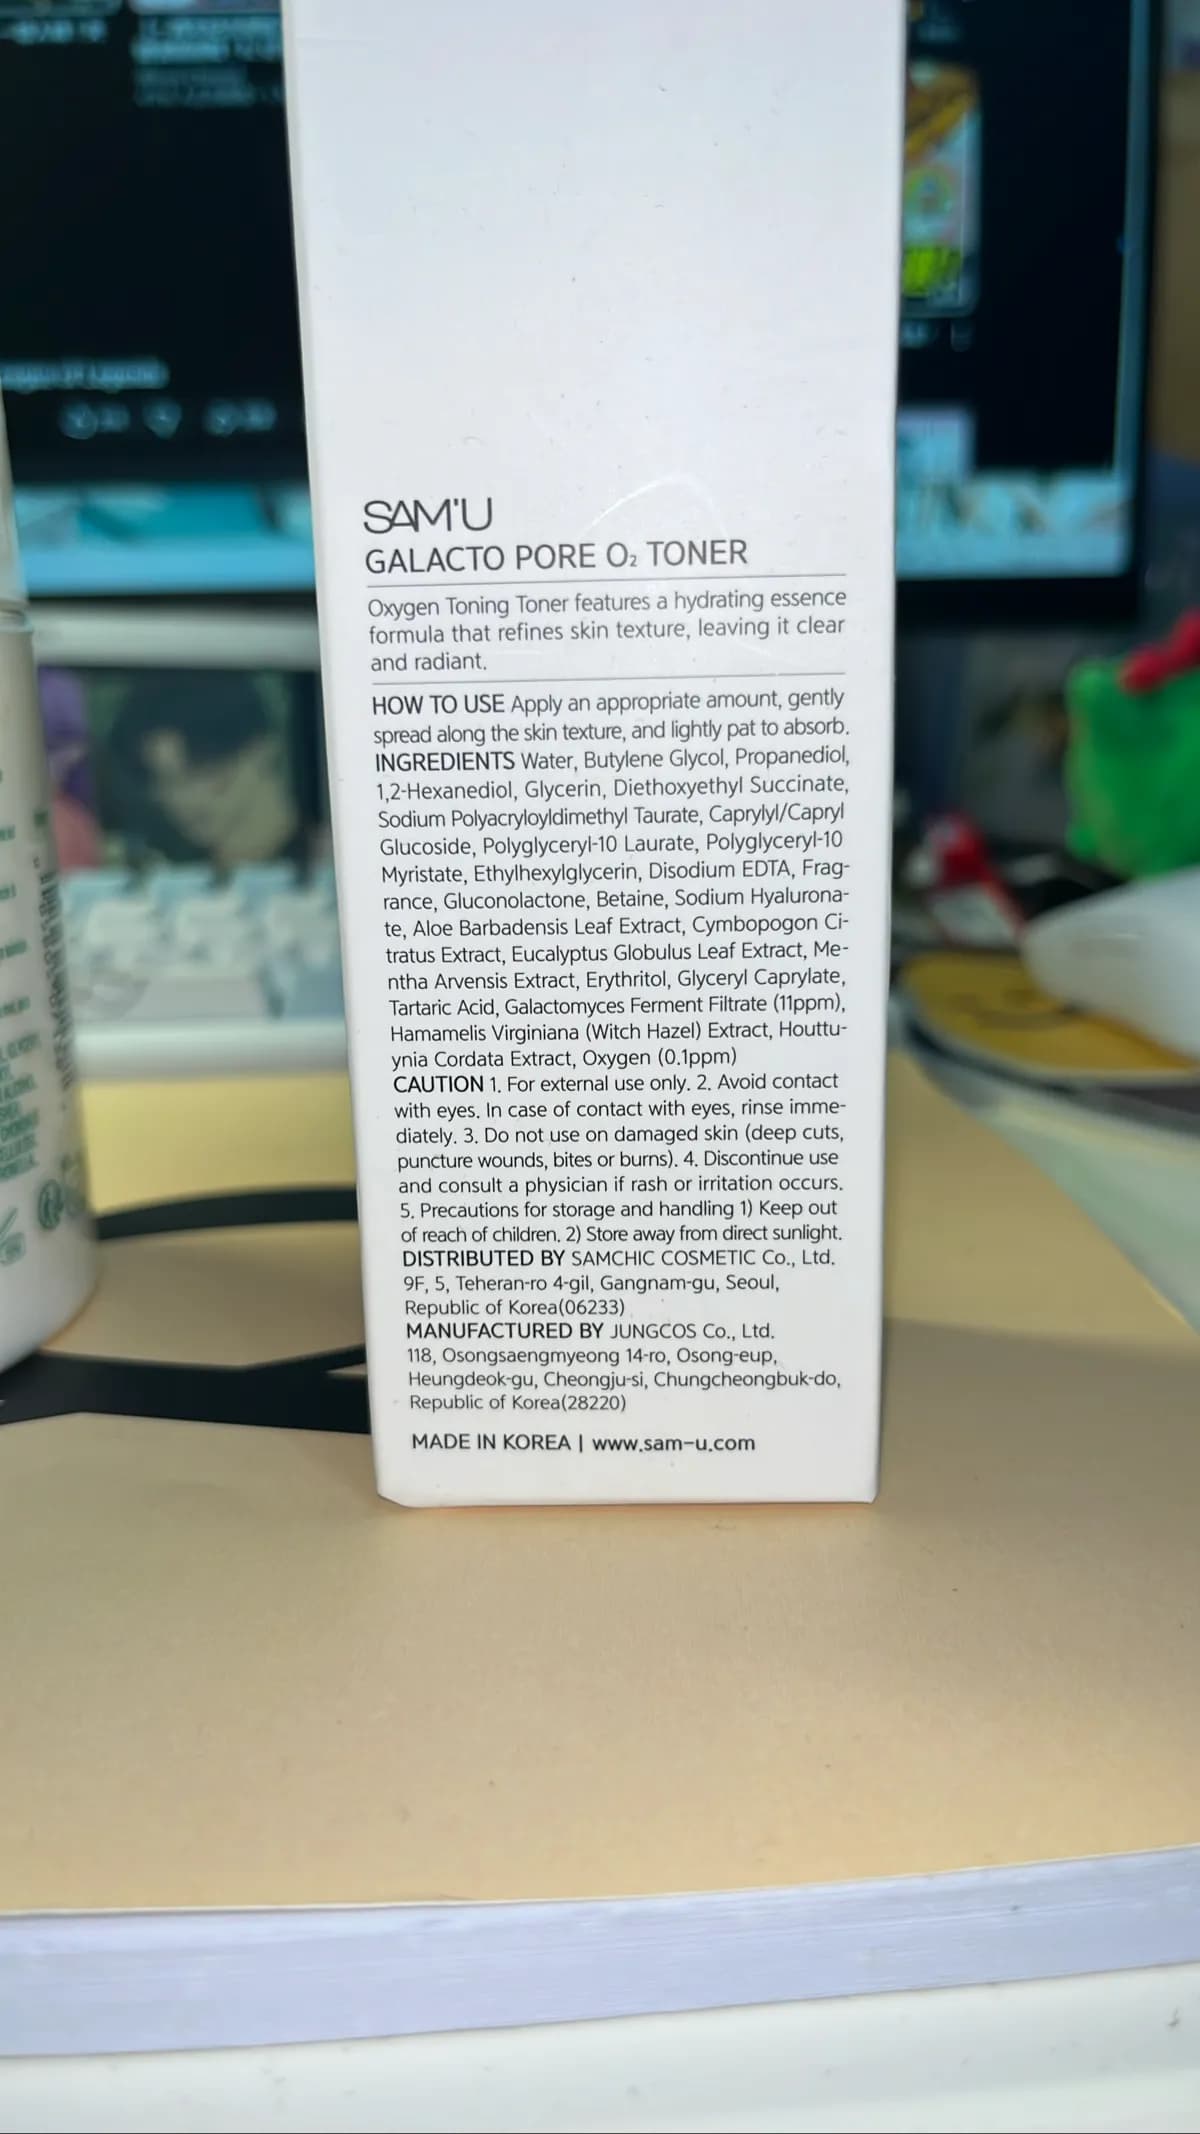 SAM'U
GALACTO PORE O₂ TONER
Oxygen Toning Toner features a hydrating essence
formula that refines skin texture, leaving it clear
and radiant.
HOW TO USE Apply an appropriate amount, gently
spread along the skin texture, and lightly pat to absorb.
INGREDIENTS Water, Butylene Glycol, Propanediol,
1,2-Hexanediol, Glycerin, Diethoxyethyl Succinate,
Sodium Polyacryloyldimethyl Taurate, Caprylyl/Capryl
Glucoside, Polyglyceryl-10 Laurate, Polyglyceryl-10
Myristate, Ethylhexylglycerin, Disodium EDTA, Frag-
rance, Gluconolactone, Betaine, Sodium Hyalurona-
te, Aloe Barbadensis Leaf Extract, Cymbopogon Ci-
tratus Extract, Eucalyptus Globulus Leaf Extract, Me-
ntha Arvensis Extract, Erythritol, Glyceryl Caprylate,
Tartaric Acid, Galactomyces Ferment Filtrate (11ppm),
Hamamelis Virginiana (Witch Hazel) Extract, Houttu-
ynia Cordata Extract, Oxygen (0.1ppm)
CAUTION 1. For external use only. 2. Avoid contact
with eyes. In case of contact with eyes, rinse imme-
diately. 3. Do not use on damaged skin (deep cuts,
puncture wounds, bites or burns). 4. Discontinue use
and consult a physician if rash or irritation occurs.
5. Precautions for storage and handling 1) Keep out
of reach of children. 2) Store away from direct sunlight.
DISTRIBUTED BY SAMCHIC COSMETIC Co., Ltd.
9F, 5, Teheran-ro 4-gil, Gangnam-gu, Seoul,
Republic of Korea(06233)
MANUFACTURED BY JUNGCOS Co., Ltd.
118, Osongsaengmyeong 14-ro, Osong-eup,
Heungdeok-gu, Cheongju-si, Chungcheongbuk-do,
Republic of Korea(28220)
MADE IN KOREA | www.sam-u.com